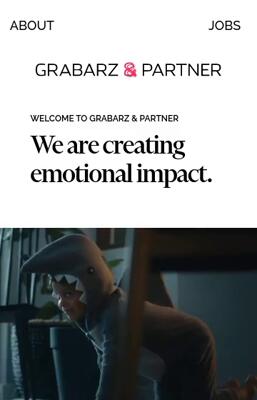 ABOUT
JOBS
GRABARZ & PARTNER
WELCOME TO GRABARZ & PARTNER
We are creating
emotional impact.